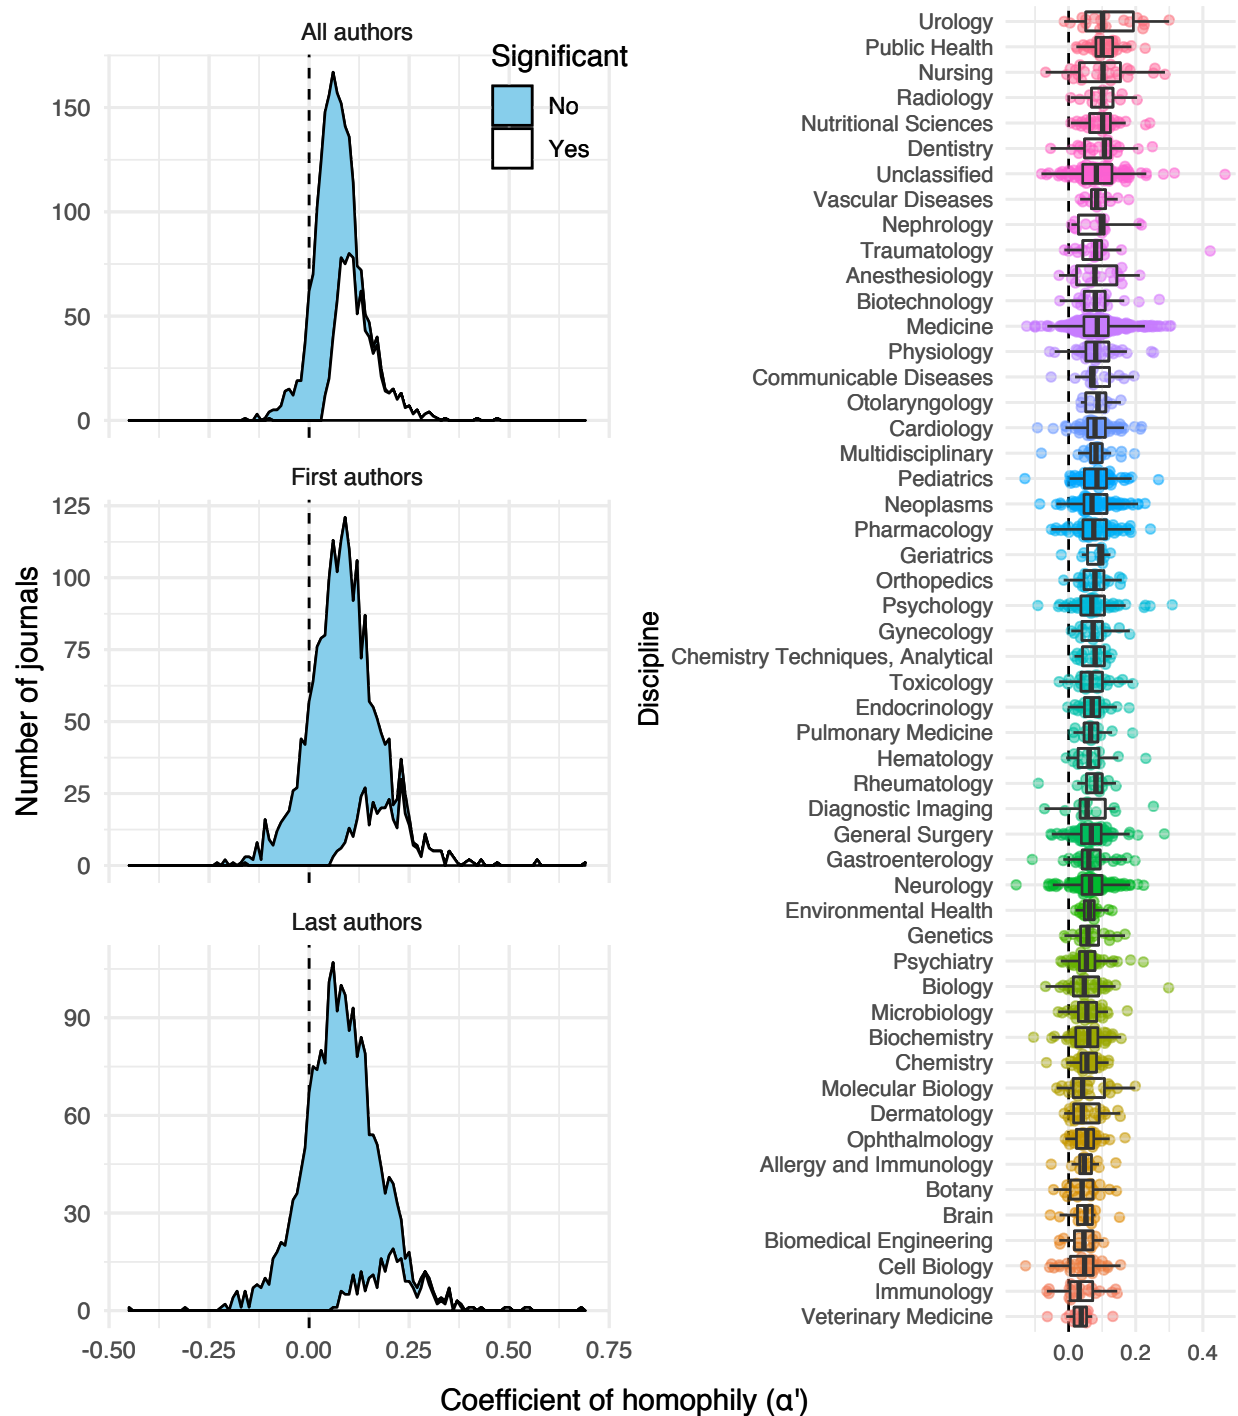 All authors
Significant
No
Yes
150
100
50
0
First authors
125
100
75
50
25
0
Last authors
90
60
30
0
-0.50
-0.25
0.00
0.25
0.50
0.75
Number of journals
Coefficient of homophily (α')
Discipline
Urology
Public Health
Nursing
Radiology
Nutritional Sciences
Dentistry
Unclassified
Vascular Diseases
Nephrology
Traumatology
Anesthesiology
Biotechnology
Medicine
Physiology
Communicable Diseases
Otolaryngology
Cardiology
Multidisciplinary
Pediatrics
Neoplasms
Pharmacology
Geriatrics
Orthopedics
Psychology
Gynecology
Chemistry Techniques, Analytical
Toxicology
Endocrinology
Pulmonary Medicine
Hematology
Rheumatology
Diagnostic Imaging
General Surgery
Gastroenterology
Neurology
Environmental Health
Genetics
Psychiatry
Biology
Microbiology
Biochemistry
Chemistry
Molecular Biology
Dermatology
Ophthalmology
Allergy and Immunology
Botany
Brain
Biomedical Engineering
Cell Biology
Immunology
Veterinary Medicine
0.0
0.2
0.4